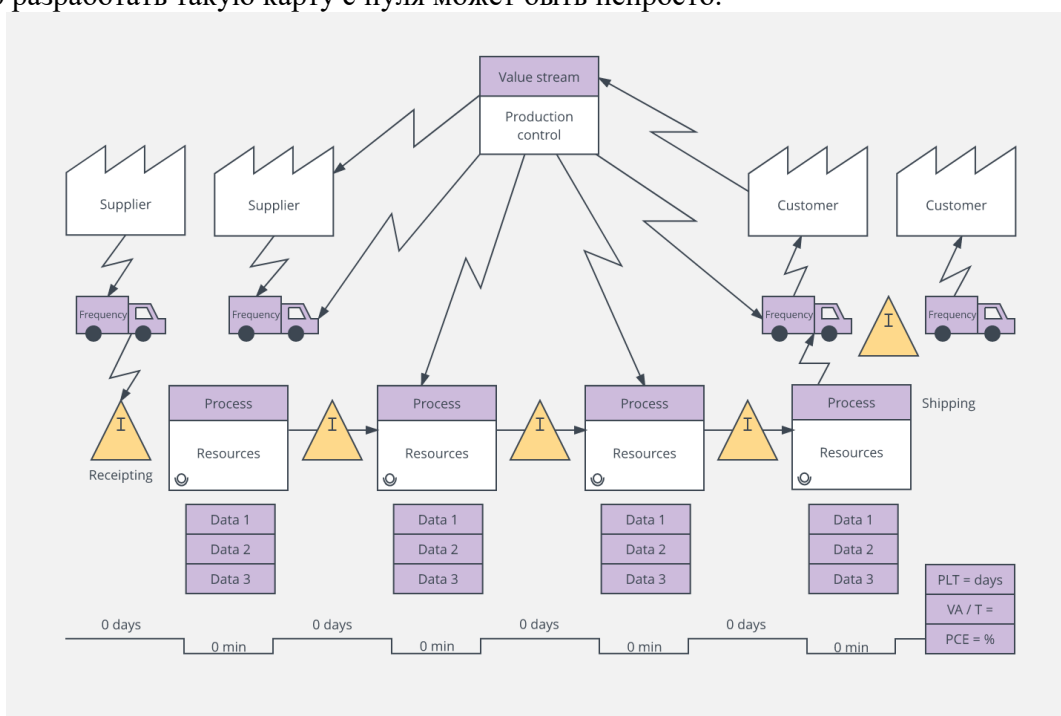 разработать такую карту с нуля может быть непросто.
Value stream
Production
control
Supplier
Supplier
Customer
Customer
Frequency
Frequency
Frequency
Frequency
I
I
I
I
I
Process
Process
Process
Process
Shipping
Resources
Resources
Resources
Resources
Receipting
Data 1
Data 1
Data 1
Data 1
Data 2
Data 2
Data 2
Data 2
Data 3
Data 3
Data 3
Data 3
PLT = days
VA / T =
PCE = %
0 days
0 days
0 days
0 days
0 min
0 min
0 min
0 min